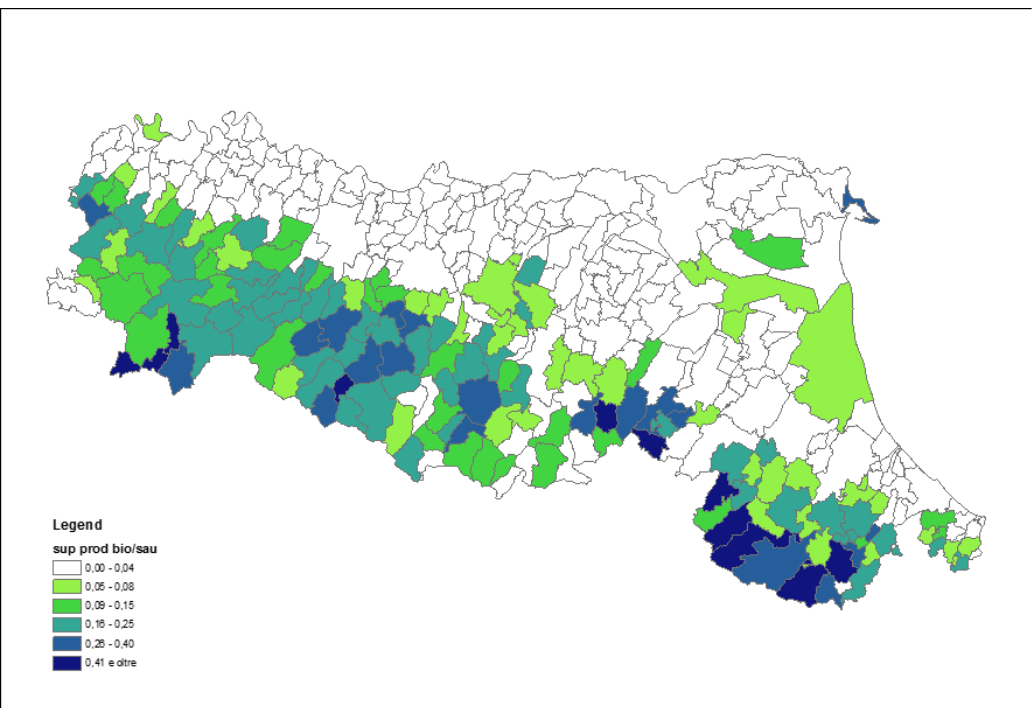 Legend
sup prod bio/sau
0,00 - 0,04
0,05 - 0,08
0,09 - 0,15
0,16 - 0,25
0,26 - 0,40
0,41 e oltre